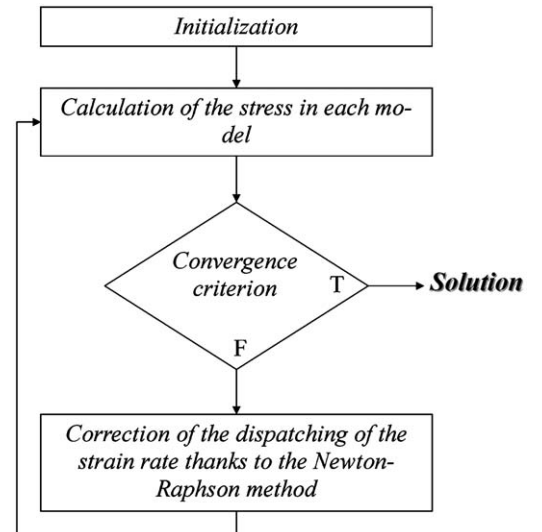 Initialization
Calculation of the stress in each mo-
del
Convergence
criterion
T
Solution
F
Correction of the dispatching of the
strain rate thanks to the Newton-
Raphson method